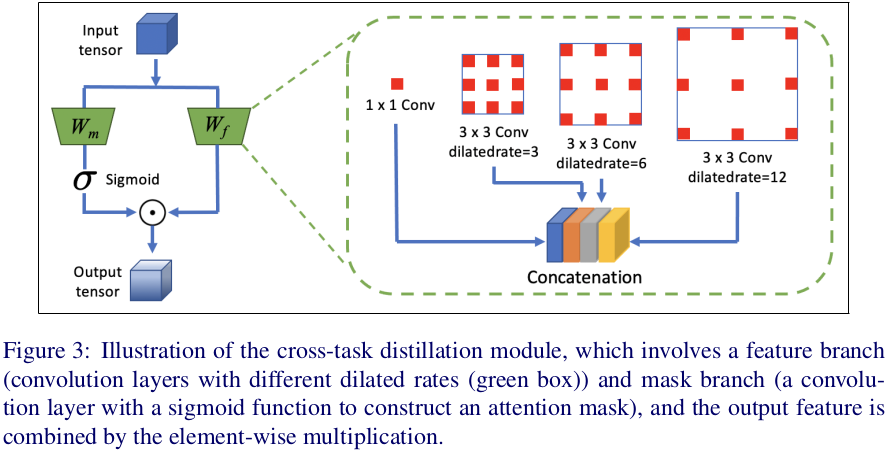 Input
tensor
W_m
W_f
σ Sigmoid
Output
tensor
1 x 1 Conv
3 x 3 Conv
dilatedrate=3
3 x 3 Conv
dilatedrate=6
3 x 3 Conv
dilatedrate=12
Concatenation
Figure 3: Illustration of the cross-task distillation module, which involves a feature branch
(convolution layers with different dilated rates (green box)) and mask branch (a convolu-
tion layer with a sigmoid function to construct an attention mask), and the output feature is
combined by the element-wise multiplication.